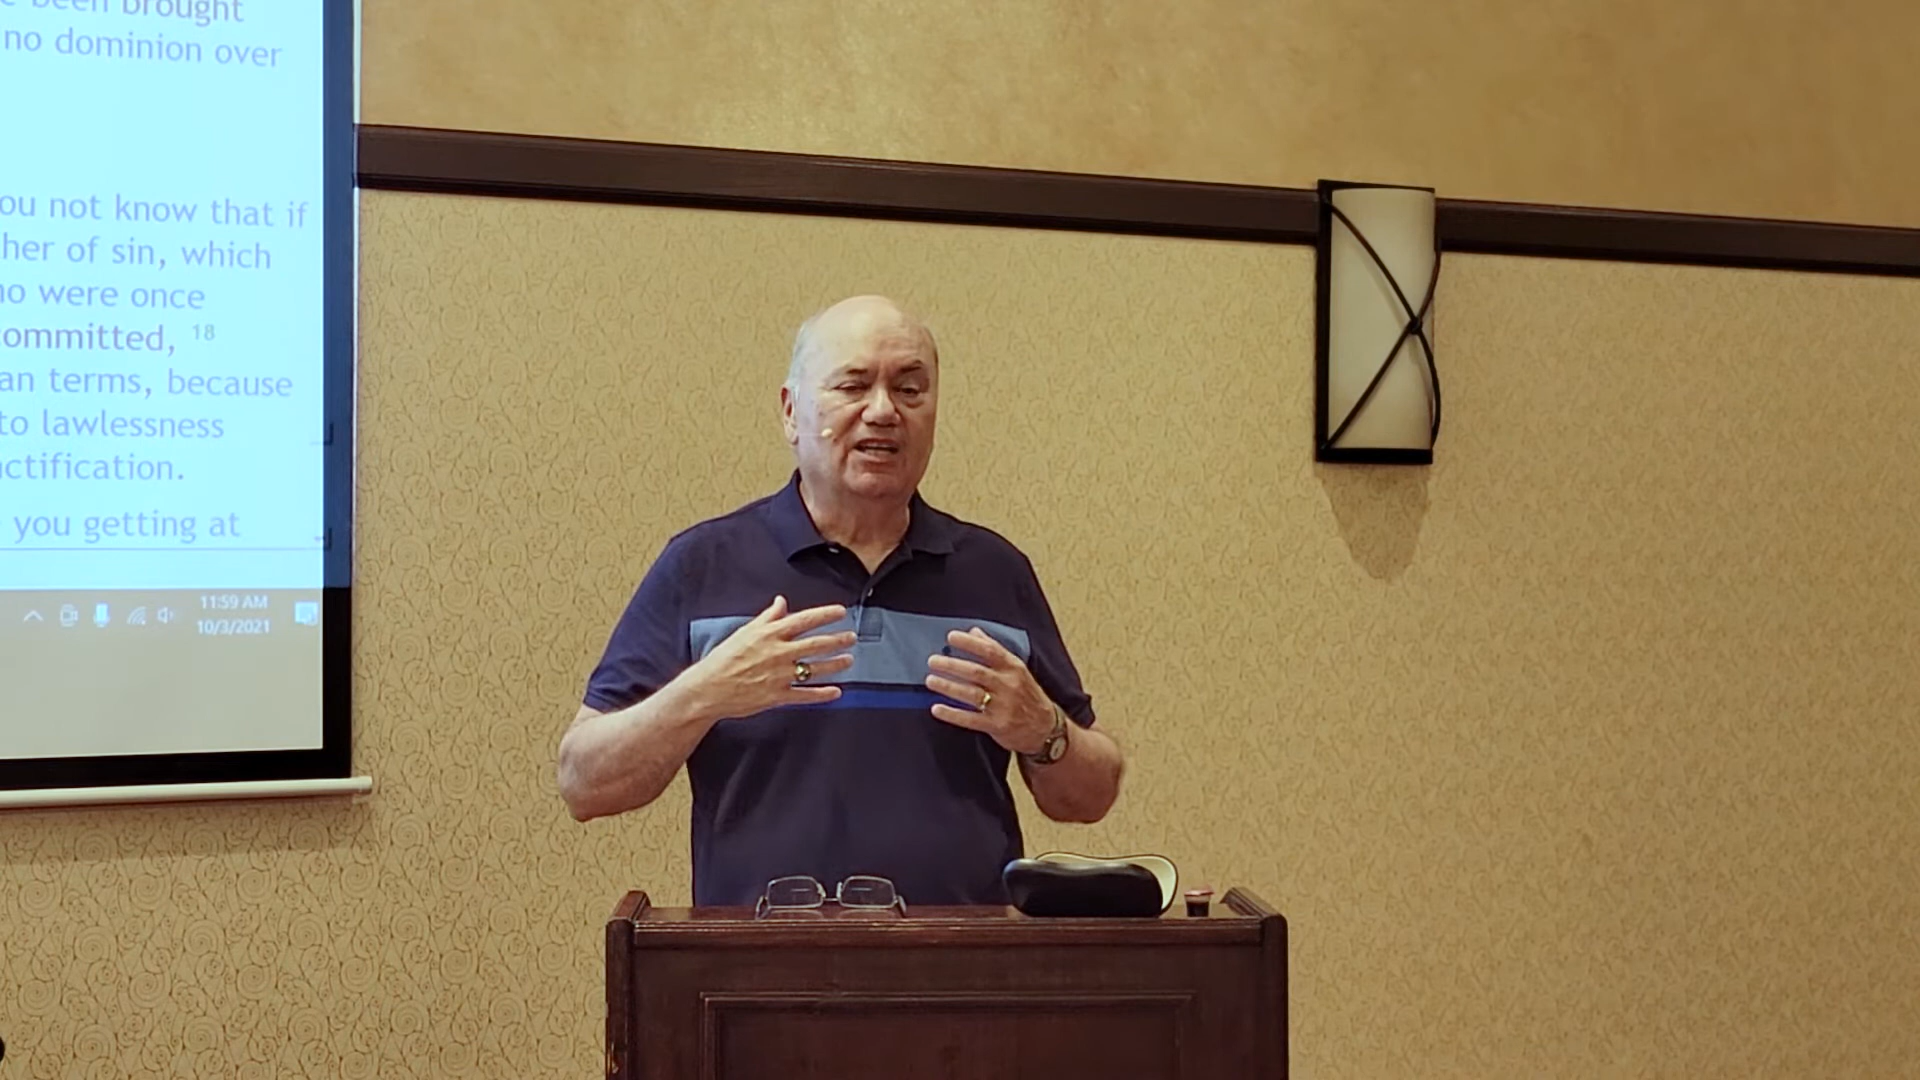 been brought
no dominion over
ou not know that if
her of sin, which
no were once
ommitted, 18
an terms, because
to lawlessness
ctification.
you getting at
11:59 AM
10/3/2021